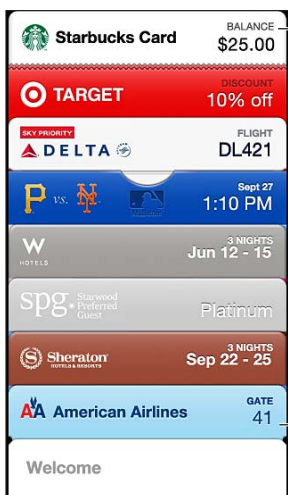 Starbucks Card
BALANCE
$25.00
TARGET
DISCOUNT
10% off
SKY PRIORITY
DELTA
FLIGHT
DL421
P vs. NY
Sept 27
1:10 PM
W
HOTELS
3 NIGHTS
Jun 12 - 15
spg. Starwood
Preferred
Guest
Platinum
S Sheraton
HOTELS & RESORTS
3 NIGHTS
Sep 22 - 25
AA American Airlines
GATE
41
Welcome